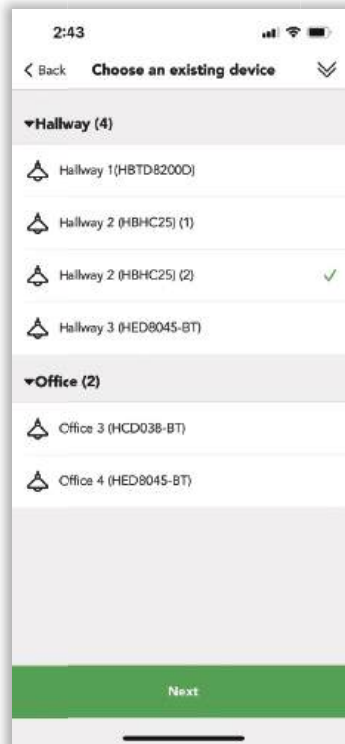 2:43
Back Choose an existing device
Hallway (4)
Hallway 1(HBTD8200D)
Hallway 2 (HBHC25) (1)
Hallway 2 (HBHC25) (2)
Hallway 3 (HED8045-BT)
Office (2)
Office 3 (HCD038-BT)
Office 4 (HED8045-BT)
Next